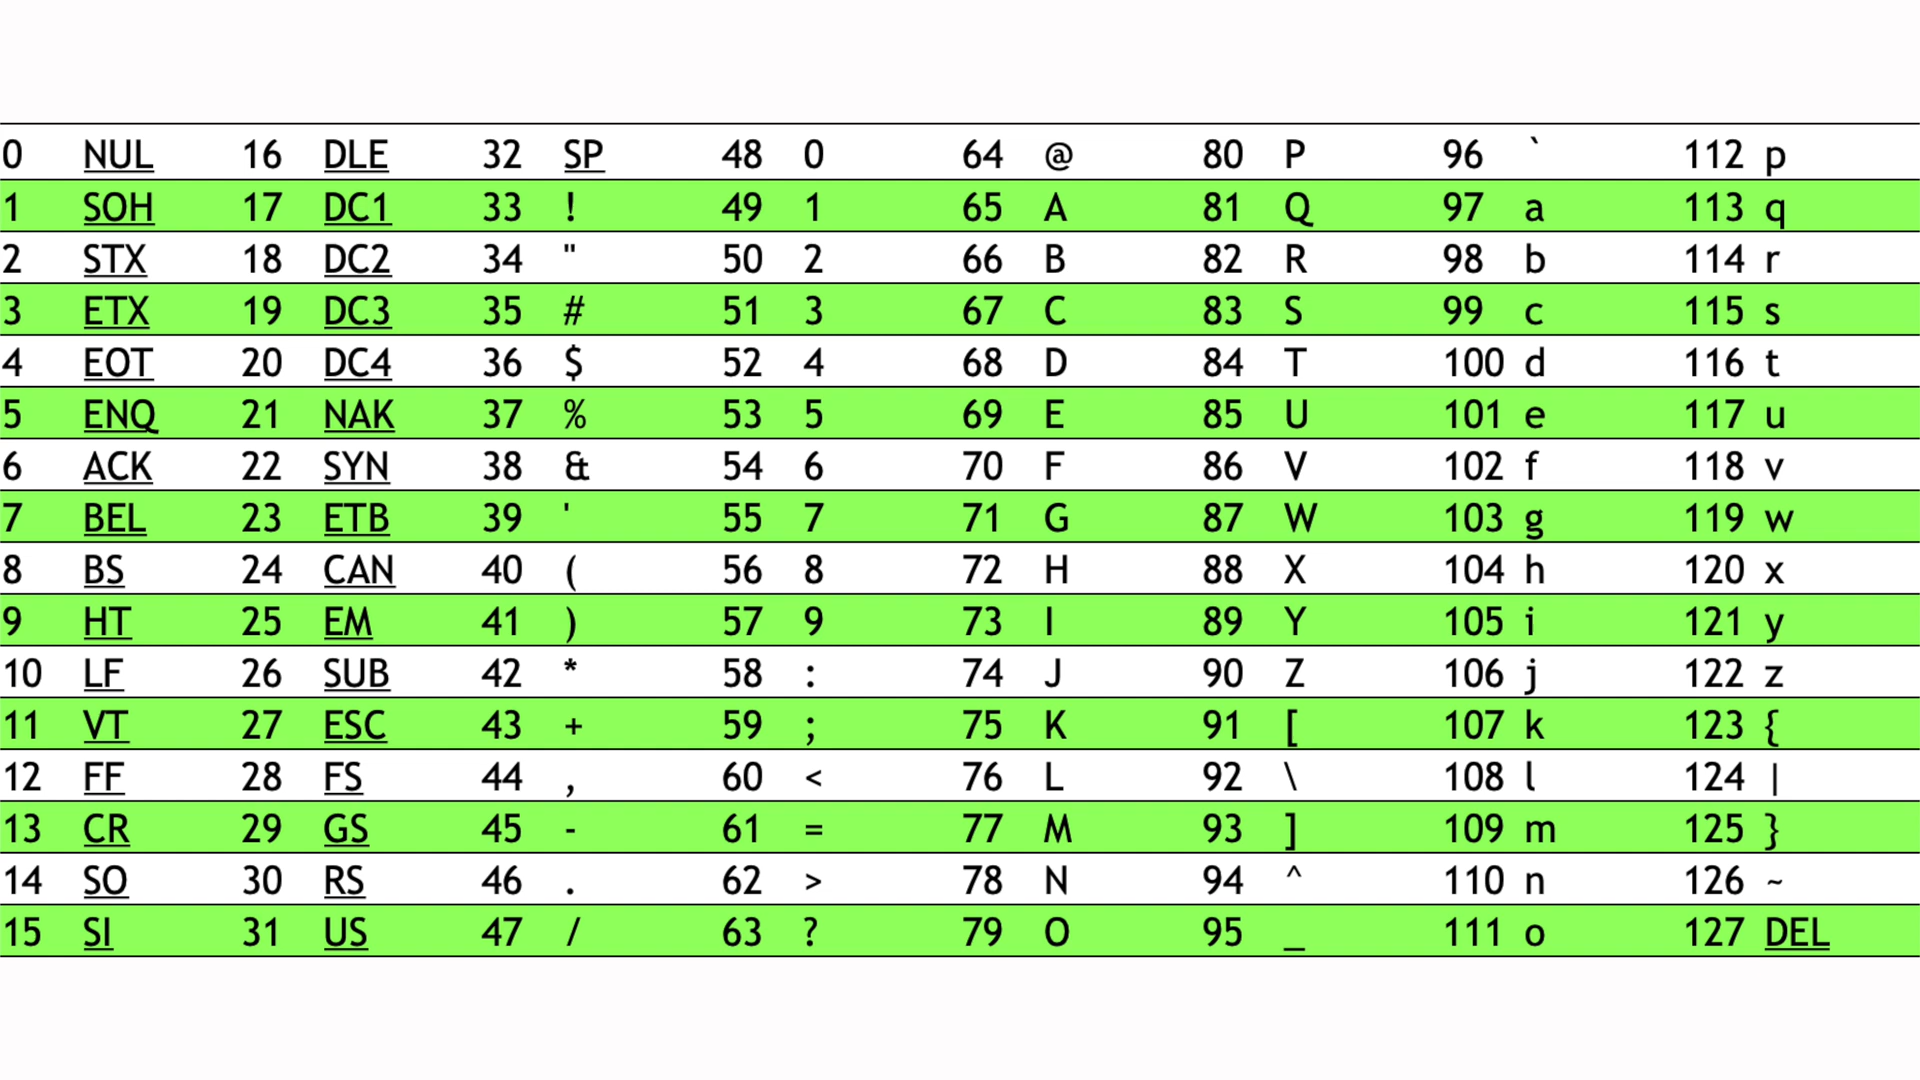 0 NUL 16 DLE 32 SP 48 0 64 @ 80 P 96 ` 112 p
1 SOH 17 DC1 33 ! 49 1 65 A 81 Q 97 a 113 q
2 STX 18 DC2 34 " 50 2 66 B 82 R 98 b 114 r
3 ETX 19 DC3 35 # 51 3 67 C 83 S 99 c 115 s
4 EOT 20 DC4 36 $ 52 4 68 D 84 T 100 d 116 t
5 ENQ 21 NAK 37 % 53 5 69 E 85 U 101 e 117 u
6 ACK 22 SYN 38 & 54 6 70 F 86 V 102 f 118 v
7 BEL 23 ETB 39 ' 55 7 71 G 87 W 103 g 119 w
8 BS 24 CAN 40 ( 56 8 72 H 88 X 104 h 120 x
9 HT 25 EM 41 ) 57 9 73 I 89 Y 105 i 121 y
10 LF 26 SUB 42 * 58 : 74 J 90 Z 106 j 122 z
11 VT 27 ESC 43 + 59 ; 75 K 91 [ 107 k 123 {
12 FF 28 FS 44 , 60 < 76 L 92 \ 108 l 124 |
13 CR 29 GS 45 - 61 = 77 M 93 ] 109 m 125 }
14 SO 30 RS 46 . 62 > 78 N 94 ^ 110 n 126 ~
15 SI 31 US 47 / 63 ? 79 O 95 _ 111 o 127 DEL